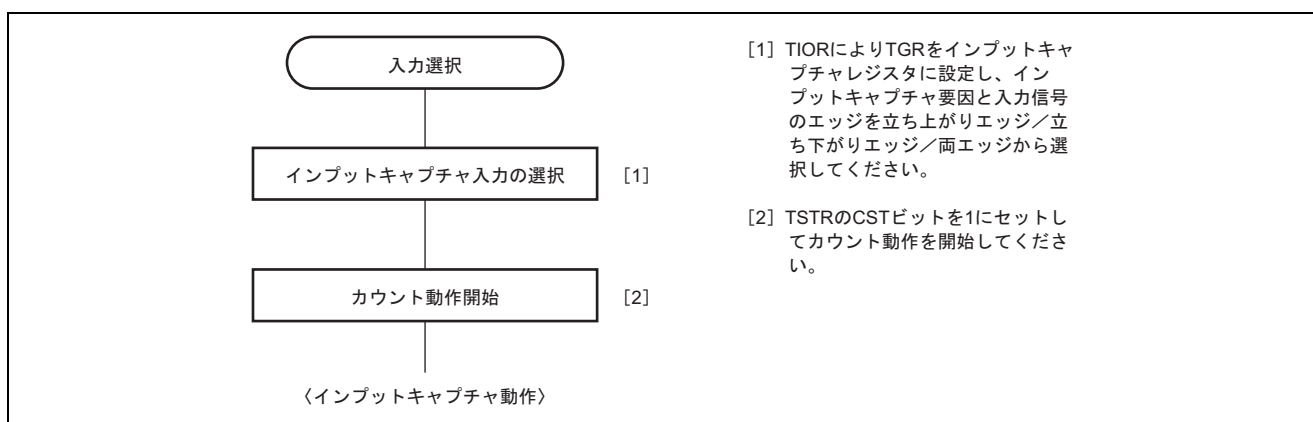 入力選択
インプットキャプチャ入力の選択 [1]
カウント動作開始 [2]
〈インプットキャプチャ動作〉
[1] TIORによりTGRをインプットキャ
プチャレジスタに設定し、イン
プットキャプチャ要因と入力信号
のエッジを立ち上がりエッジ／立
ち下がりエッジ／両エッジから選
択してください。
[2] TSTRのCSTビットを1にセットし
てカウント動作を開始してくださ
い。